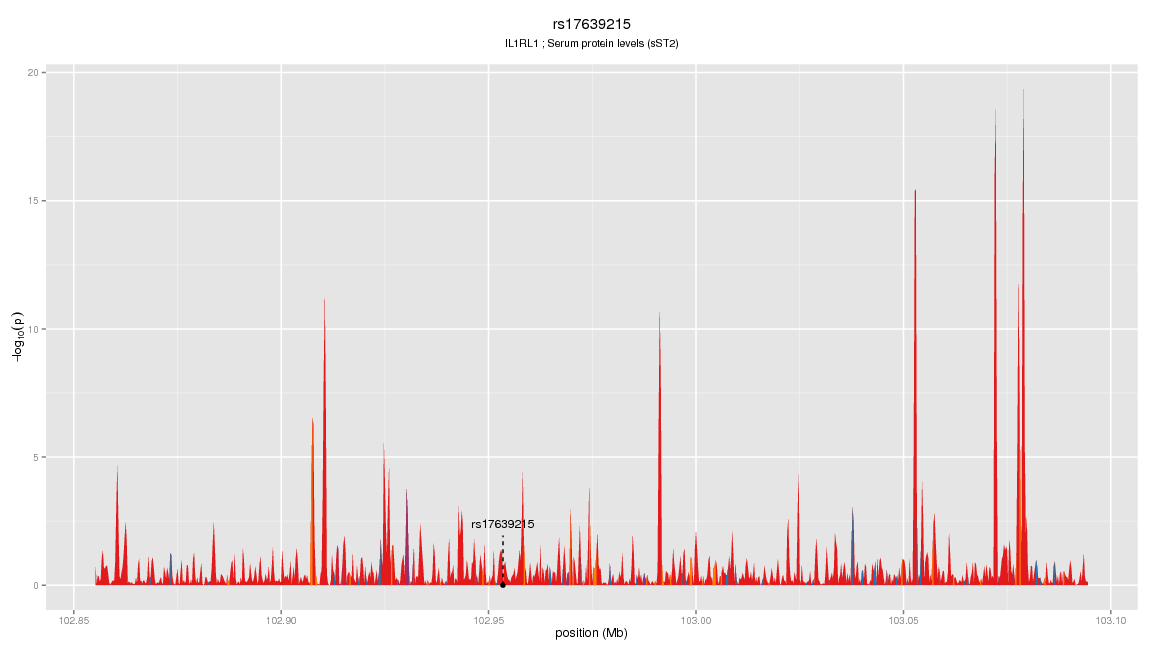 rs17639215
IL1RL1 ; Serum protein levels (sST2)
20
15
10
5
0
−log10(p)
rs17639215
102.85 102.90 102.95 103.00 103.05 103.10
position (Mb)